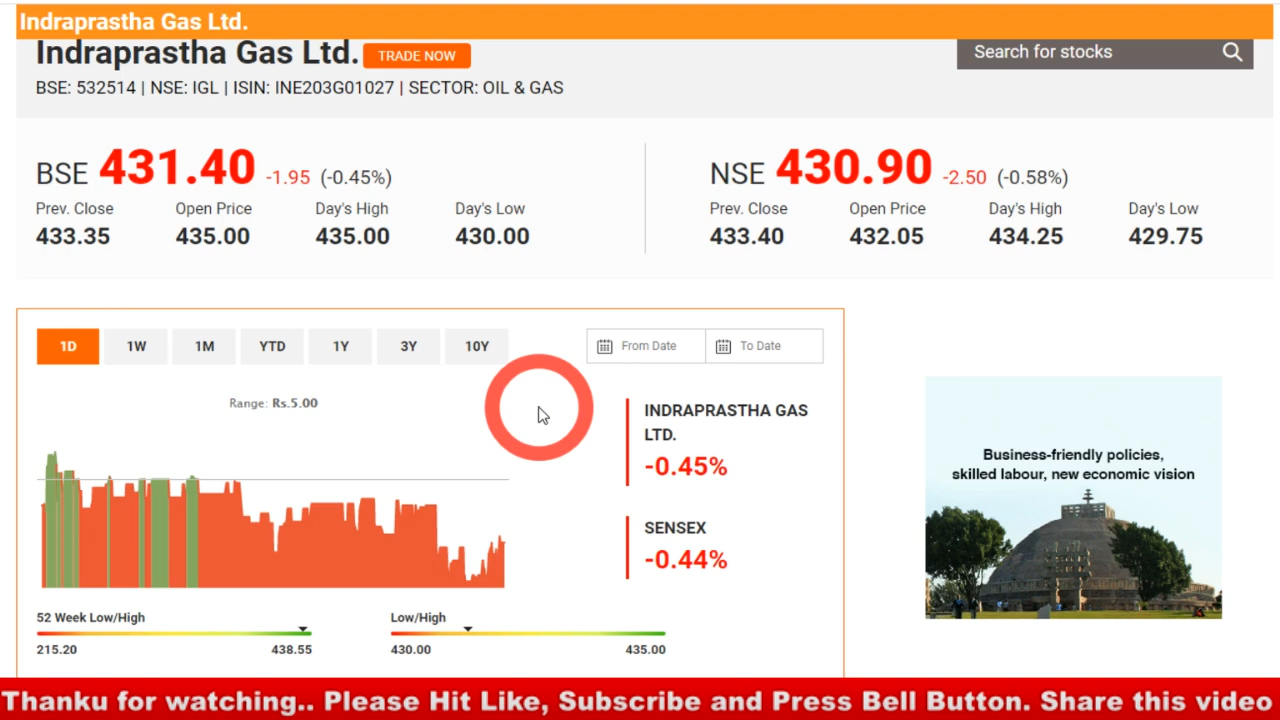 Indraprastha Gas Ltd.
Indraprastha Gas Ltd. TRADE NOW
Search for stocks
BSE: 532514 | NSE: IGL | ISIN: INE203G01027 | SECTOR: OIL & GAS
BSE 431.40 -1.95 (-0.45%)
Prev. Close Open Price Day's High Day's Low
433.35 435.00 435.00 430.00
NSE 430.90 -2.50 (-0.58%)
Prev. Close Open Price Day's High Day's Low
433.40 432.05 434.25 429.75
1D 1W 1M YTD 1Y 3Y 10Y
From Date To Date
Range: Rs.5.00
INDRAPRASTHA GAS
LTD.
-0.45%
SENSEX
-0.44%
52 Week Low/High
215.20 438.55
Low/High
430.00 435.00
Business-friendly policies,
skilled labour, new economic vision
Thanku for watching.. Please Hit Like, Subscribe and Press Bell Button. Share this video